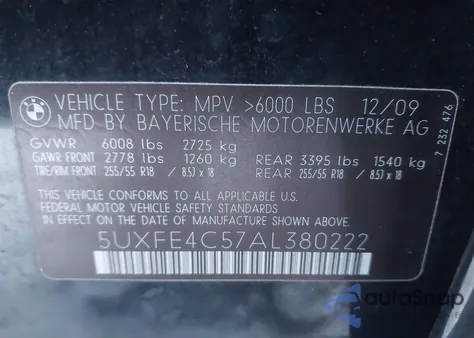 BMW
VEHICLE TYPE: MPV >6000 LBS 12/09
MFD BY BAYERISCHE MOTORENWERKE AG
GVWR 6008 lbs 2725 kg
GAWR FRONT 2778 lbs 1260 kg REAR 3395 lbs 1540 kg
TIRE/RIM FRONT 255/55 R18 / 8.5J x 18 REAR 255/55 R18 / 8.5J x 18
THIS VEHICLE CONFORMS TO ALL APPLICABLE U.S.
FEDERAL MOTOR VEHICLE SAFETY STANDARDS IN EFFECT
ON THE DATE OF MANUFACTURE SHOWN ABOVE.
5UXFE4C57AL380222
7 232 476
autoSnap